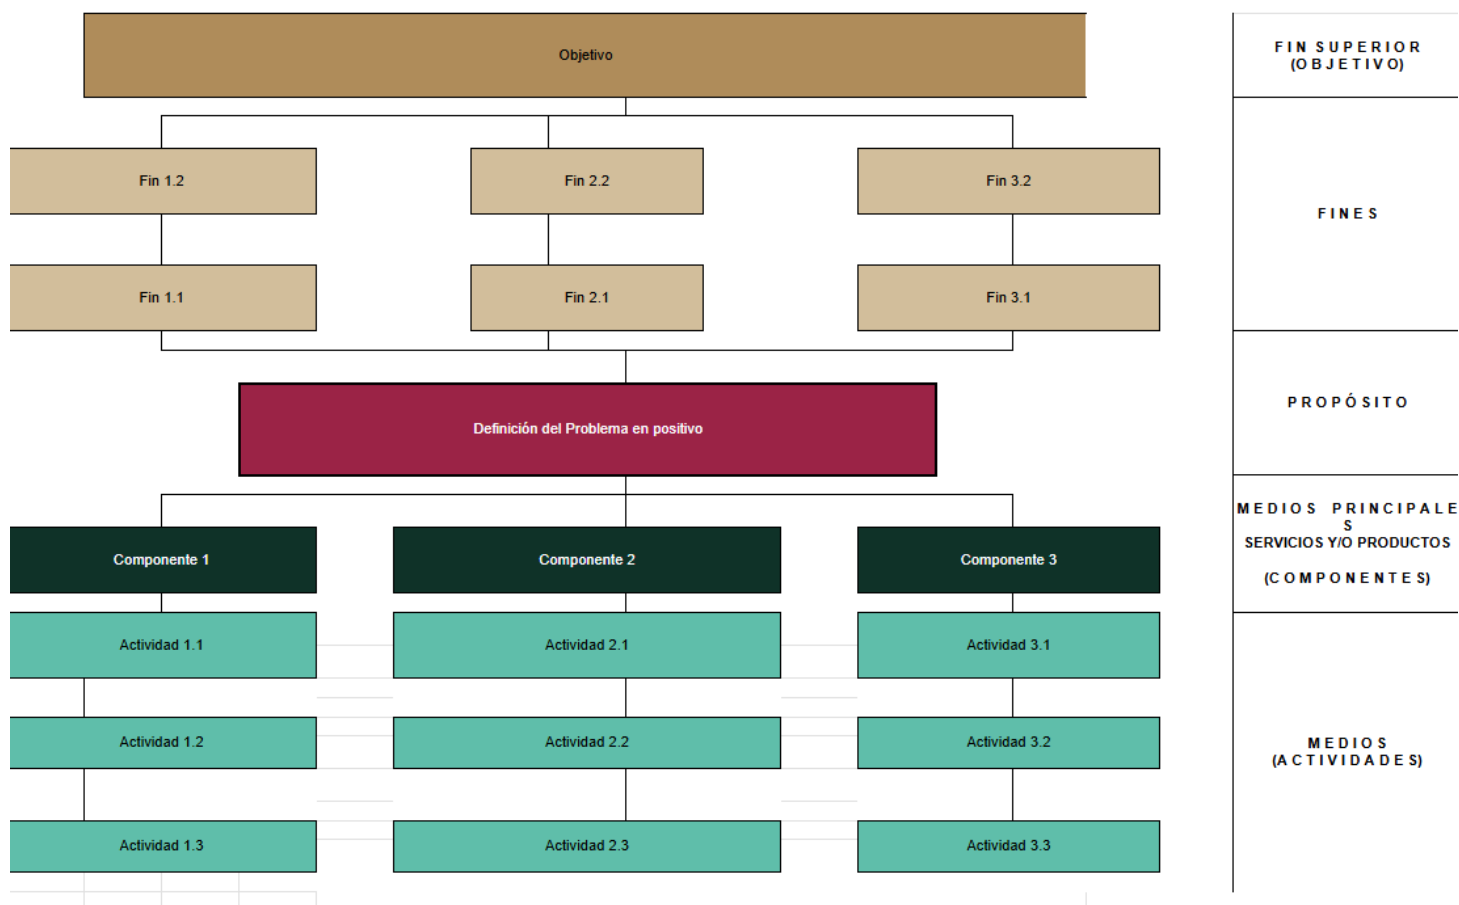 Objetivo
FIN SUPERIOR
(OBJETIVO)
Fin 1.2
Fin 2.2
Fin 3.2
FINES
Fin 1.1
Fin 2.1
Fin 3.1
Definición del Problema en positivo
PROPÓSITO
Componente 1
Componente 2
Componente 3
MEDIOS PRINCIPALE
S
SERVICIOS Y/O PRODUCTOS
(COMPONENTES)
Actividad 1.1
Actividad 2.1
Actividad 3.1
Actividad 1.2
Actividad 2.2
Actividad 3.2
MEDIOS
(ACTIVIDADES)
Actividad 1.3
Actividad 2.3
Actividad 3.3